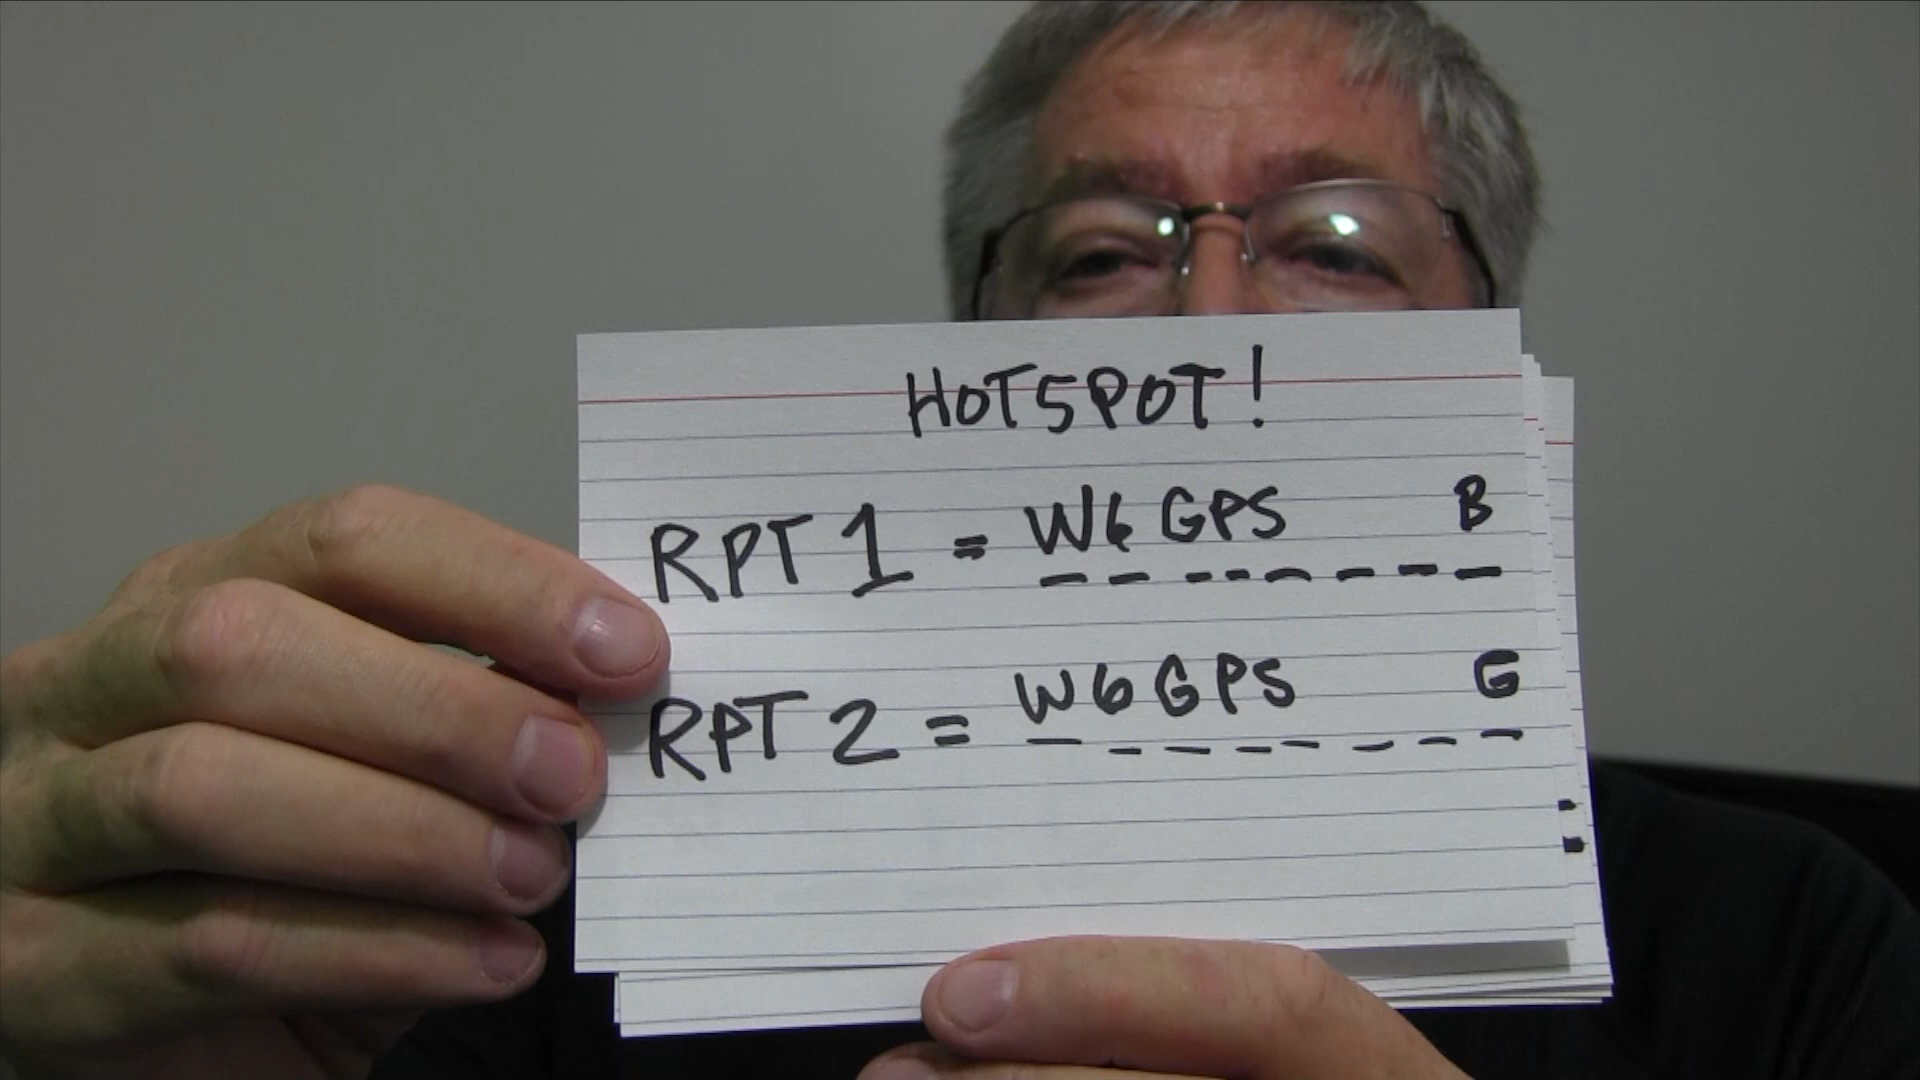 HOTSPOT!
RPT 1 = W6GPS B
RPT 2 = W6GPS G